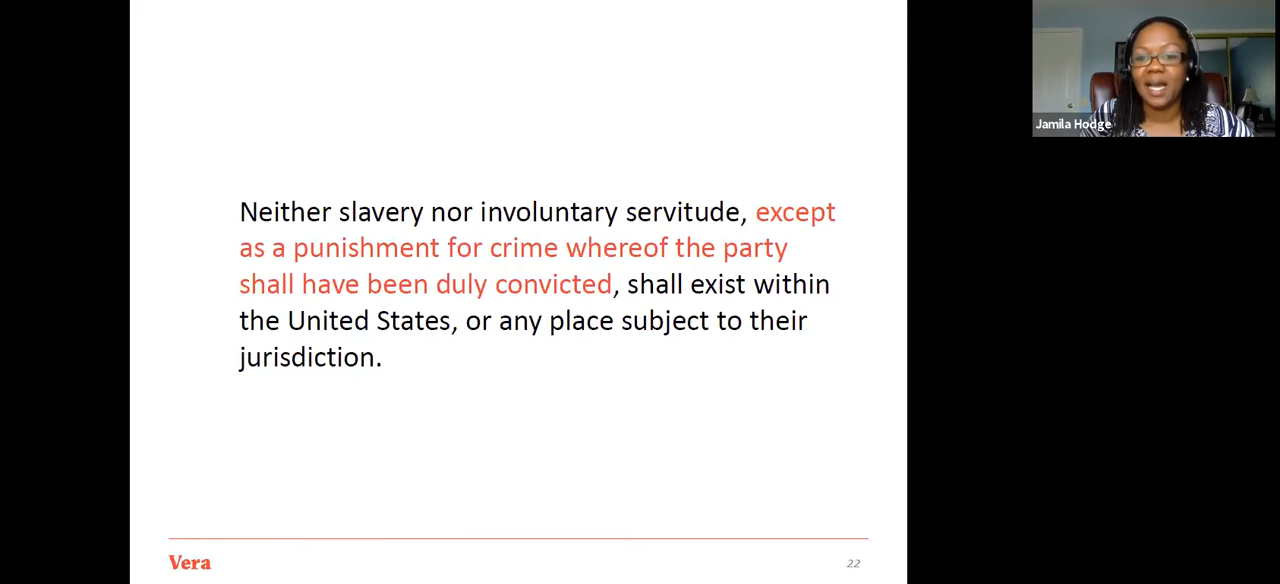 Neither slavery nor involuntary servitude, except
as a punishment for crime whereof the party
shall have been duly convicted, shall exist within
the United States, or any place subject to their
jurisdiction.
Vera
22
Jamila Hodge